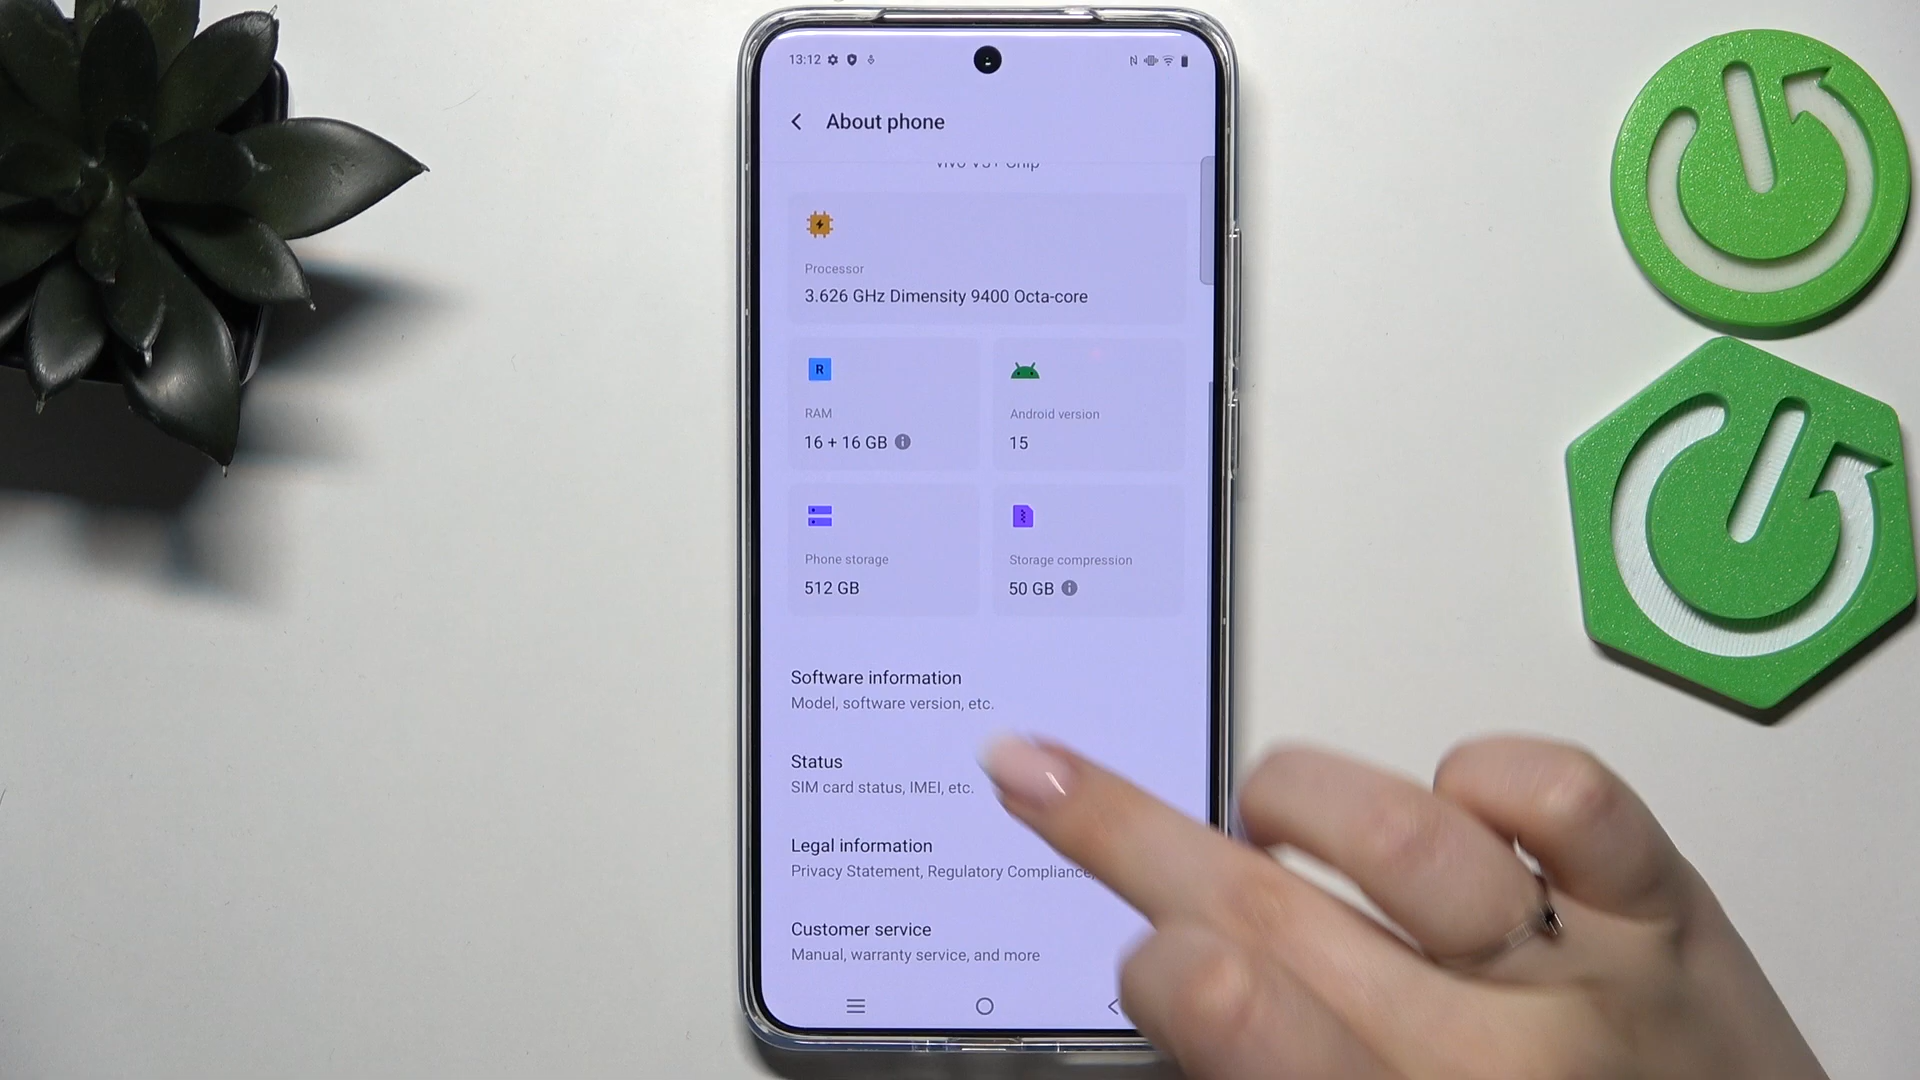 13:12
About phone
Processor
3.626 GHz Dimensity 9400 Octa-core
R
RAM
16 + 16 GB
Android version
15
Phone storage
512 GB
Storage compression
50 GB
Software information
Model, software version, etc.
Status
SIM card status, IMEI, etc.
Legal information
Privacy Statement, Regulatory Compliance,
Customer service
Manual, warranty service, and more